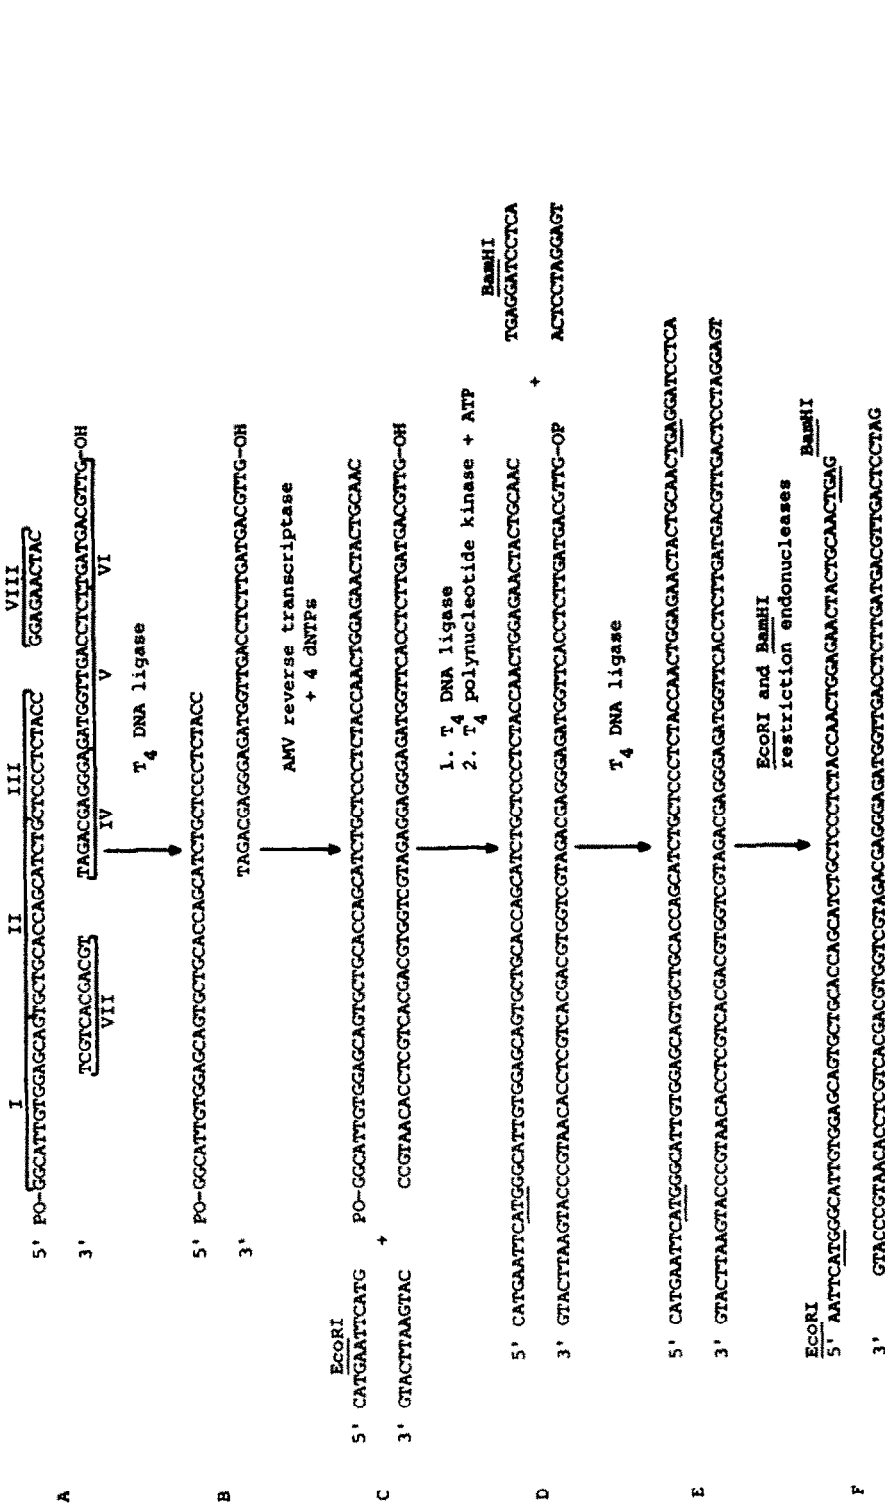 I II III VIII
5' PO-GGCATTGTGGAGCAGTGCTGCACCAGCATCTGCTCCCTCTACC GGAGAACTAC
A
3' TCGTCACGACGT TAGACGAGGGAGATGGTTGACCTCTTGATGACGTTG-OH
VII IV V VI
T4 DNA ligase
5' PO-GGCATTGTGGAGCAGTGCTGCACCAGCATCTGCTCCCTCTACC
B
3' TAGACGAGGGAGATGGTTGACCTCTTGATGACGTTG-OH
AMV reverse transcriptase
+ 4 dNTPs
EcoRI
5' CATGAATTCATG PO-GGCATTGTGGAGCAGTGCTGCACCAGCATCTGCTCCCTCTACCAACTGGAGAACTACTGCAAC
C +
3' GTACTTAAGTAC CCGTAACACCTCGTCACGACGTGGTCGTAGAGGAGGGAGATGGTTCACCTCTTGATGACGTTG-OH
1. T4 DNA ligase
2. T4 polynucleotide kinase + ATP
BamHI
5' CATGAATTCATGGGCATTGTGGAGCAGTGCTGCACCAGCATCTGCTCCCTCTACCAACTGGAGAACTACTGCAAC TGAGGATCCTCA
D +
3' GTACTTAAGTACCCGTAACACCTCGTCACGACGTGGTCGTAGACGAGGGAGATGGTTCACCTCTTGATGACGTTG-OP ACTCCTAGGAGT
T4 DNA ligase
5' CATGAATTCATGGGCATTGTGGAGCAGTGCTGCACCAGCATCTGCTCCCTCTACCAACTGGAGAACTACTGCAACTGAGGATCCTCA
E
3' GTACTTAAGTACCCGTAACACCTCGTCACGACGTGGTCGTAGACGAGGGAGATGGTTCACCTCTTGATGACGTTGACTCCTAGGAGT
EcoRI and BamHI
restriction endonucleases
EcoRI BamHI
5' AATTCATGGGCATTGTGGAGCAGTGCTGCACCAGCATCTGCTCCCTCTACCAACTGGAGAACTACTGCAACTGAG
F
3' GTACCCGTAACACCTCGTCACGACGTGGTCGTAGACGAGGGAGATGGTTGACCTCTTGATGACGTTGACTCCTAG